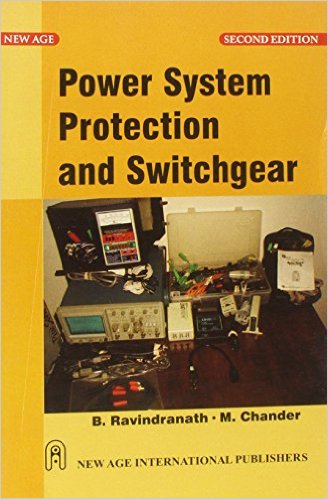 NEW AGE
SECOND EDITION
Power System
Protection
and Switchgear
B. Ravindranath • M. Chander
NEW AGE INTERNATIONAL PUBLISHERS